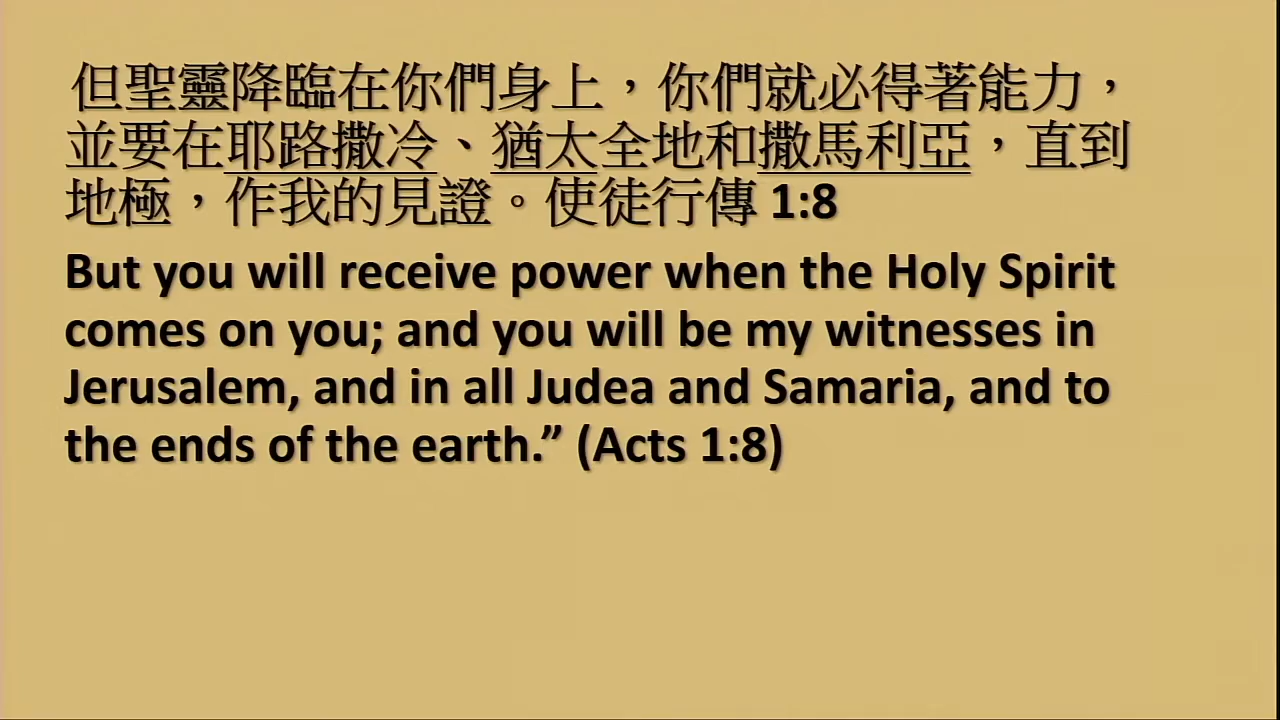 但聖靈降臨在你們身上，你們就必得著能力，
並要在耶路撒冷、猶太全地和撒馬利亞，直到
地極，作我的見證。使徒行傳 1:8
But you will receive power when the Holy Spirit
comes on you; and you will be my witnesses in
Jerusalem, and in all Judea and Samaria, and to
the ends of the earth.” (Acts 1:8)